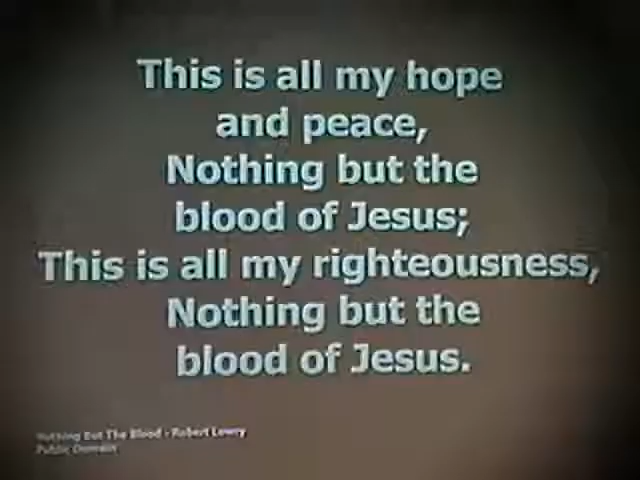 This is all my hope
and peace,
Nothing but the
blood of Jesus;
This is all my righteousness,
Nothing but the
blood of Jesus.
Nothing But The Blood - Robert Lowry
Public Domain